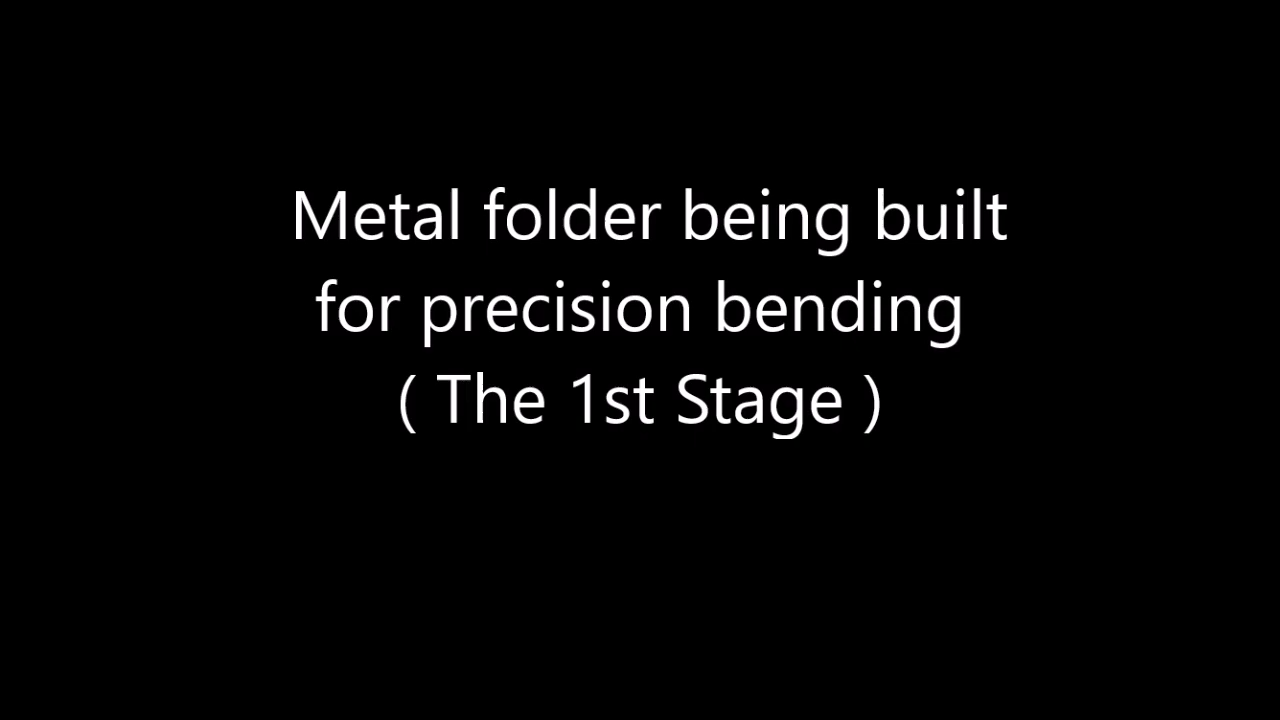 Metal folder being built
for precision bending
( The 1st Stage )